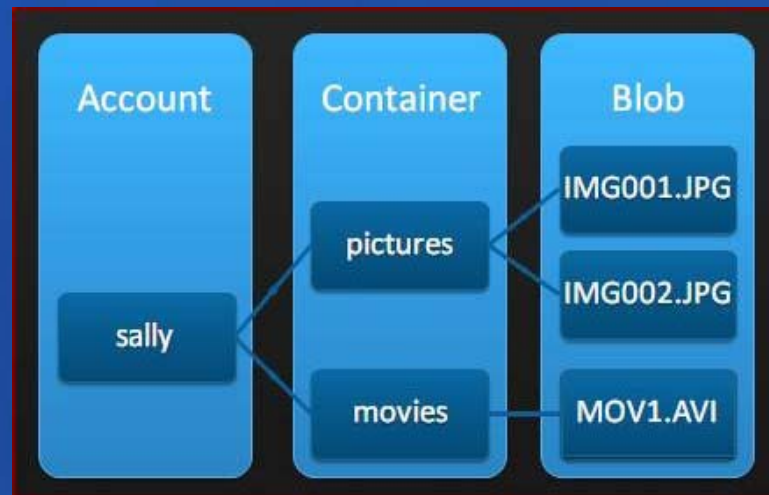 Account
Container
Blob
sally
pictures
movies
IMG001.JPG
IMG002.JPG
MOV1.AVI